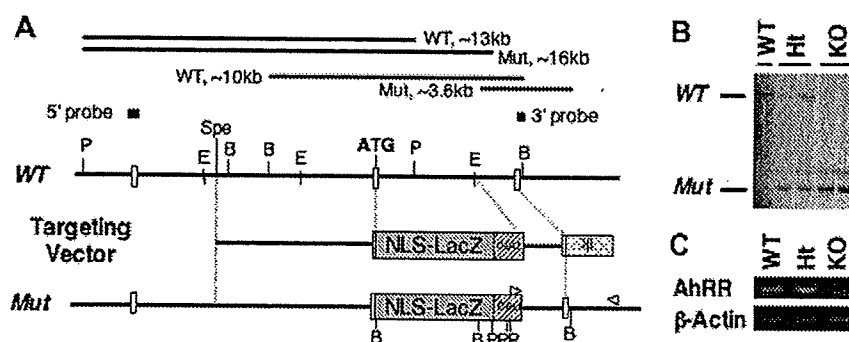 A
WT, ~13kb
Mut, ~16kb
WT, ~10kb
Mut, ~3.6kb
5' probe
3' probe
P
E
Spe
B
B
E
ATG
P
E
B
WT
Targeting
Vector
NLS-LacZ
Mut
NLS-LacZ
B
B
B
B
WT
Ht
KO
WT
Mut
C
WT
Ht
KO
AhRR
β-Actin